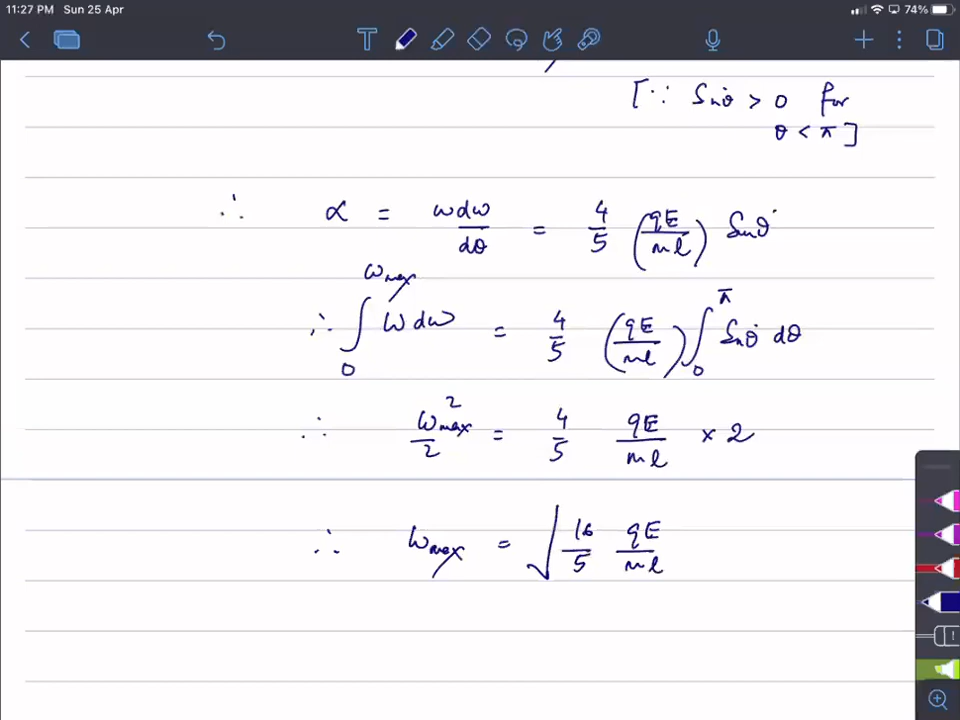 11:27 PM Sun 25 Apr 74%
T
[∵ Sinθ > 0 for
θ < π]
∴ α = ωdω/dθ = 4/5 (qE/ml) Sinθ
∴ ∫₀^ωmax ω dω = 4/5 (qE/ml) ∫₀^π Sinθ dθ
∴ ωmax²/2 = 4/5 qE/ml × 2
∴ ωmax = √(16/5 qE/ml)